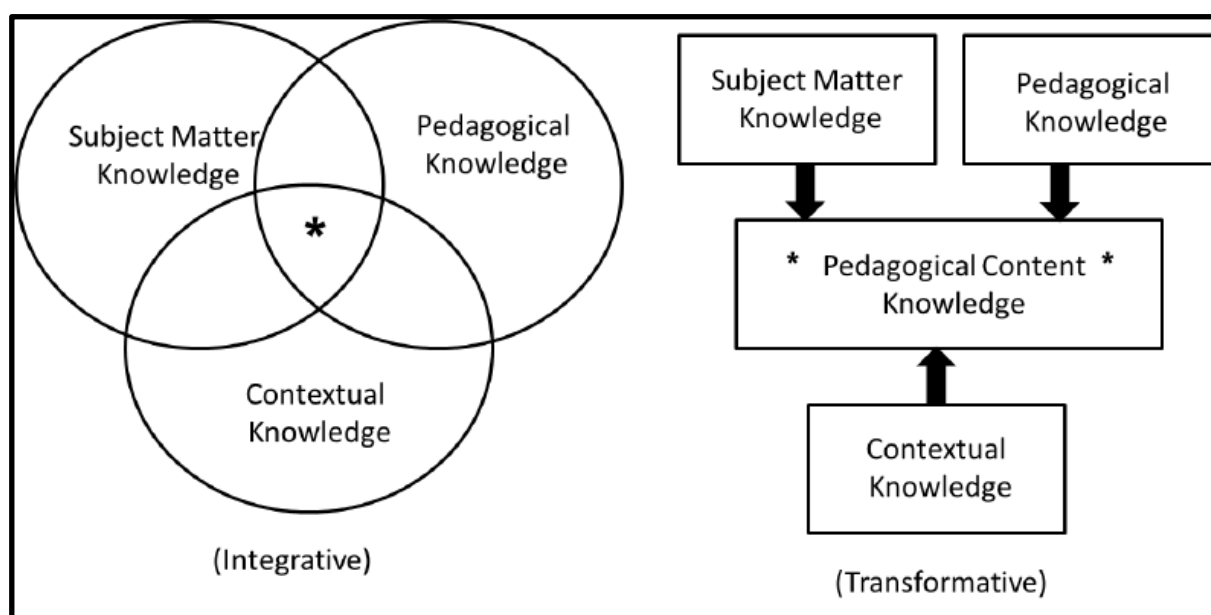 Subject Matter
Knowledge
Pedagogical
Knowledge
*
Contextual
Knowledge
(Integrative)
Subject Matter
Knowledge
Pedagogical
Knowledge
* Pedagogical Content *
Knowledge
Contextual
Knowledge
(Transformative)